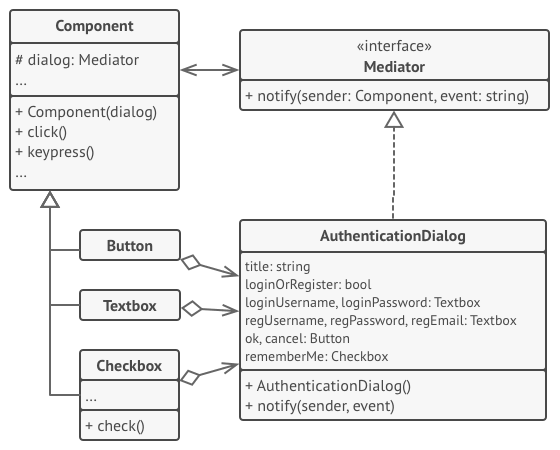 Component
# dialog: Mediator
...
+ Component(dialog)
+ click()
+ keypress()
...
«interface»
Mediator
+ notify(sender: Component, event: string)
Button
Textbox
Checkbox
...
+ check()
AuthenticationDialog
title: string
loginOrRegister: bool
loginUsername, loginPassword: Textbox
regUsername, regPassword, regEmail: Textbox
ok, cancel: Button
rememberMe: Checkbox
+ AuthenticationDialog()
+ notify(sender, event)